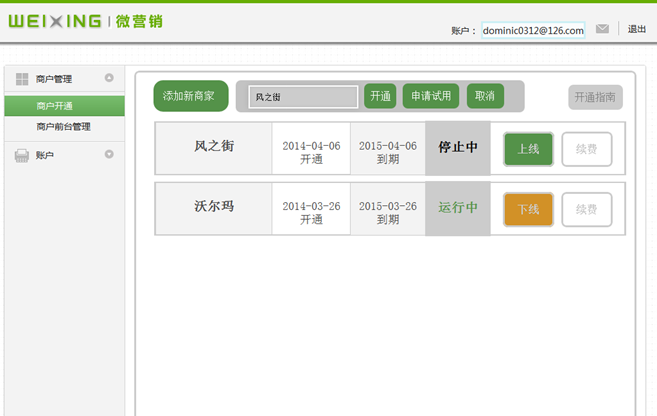 WEIXING | 微营销
账户： dominic0312@126.com 退出
商户管理
商户开通
商户前台管理
账户
添加新商家 风之街 开通 申请试用 取消 开通指南
风之街 2014-04-06 开通 2015-04-06 到期 停止中 上线 续费
沃尔玛 2014-03-26 开通 2015-03-26 到期 运行中 下线 续费